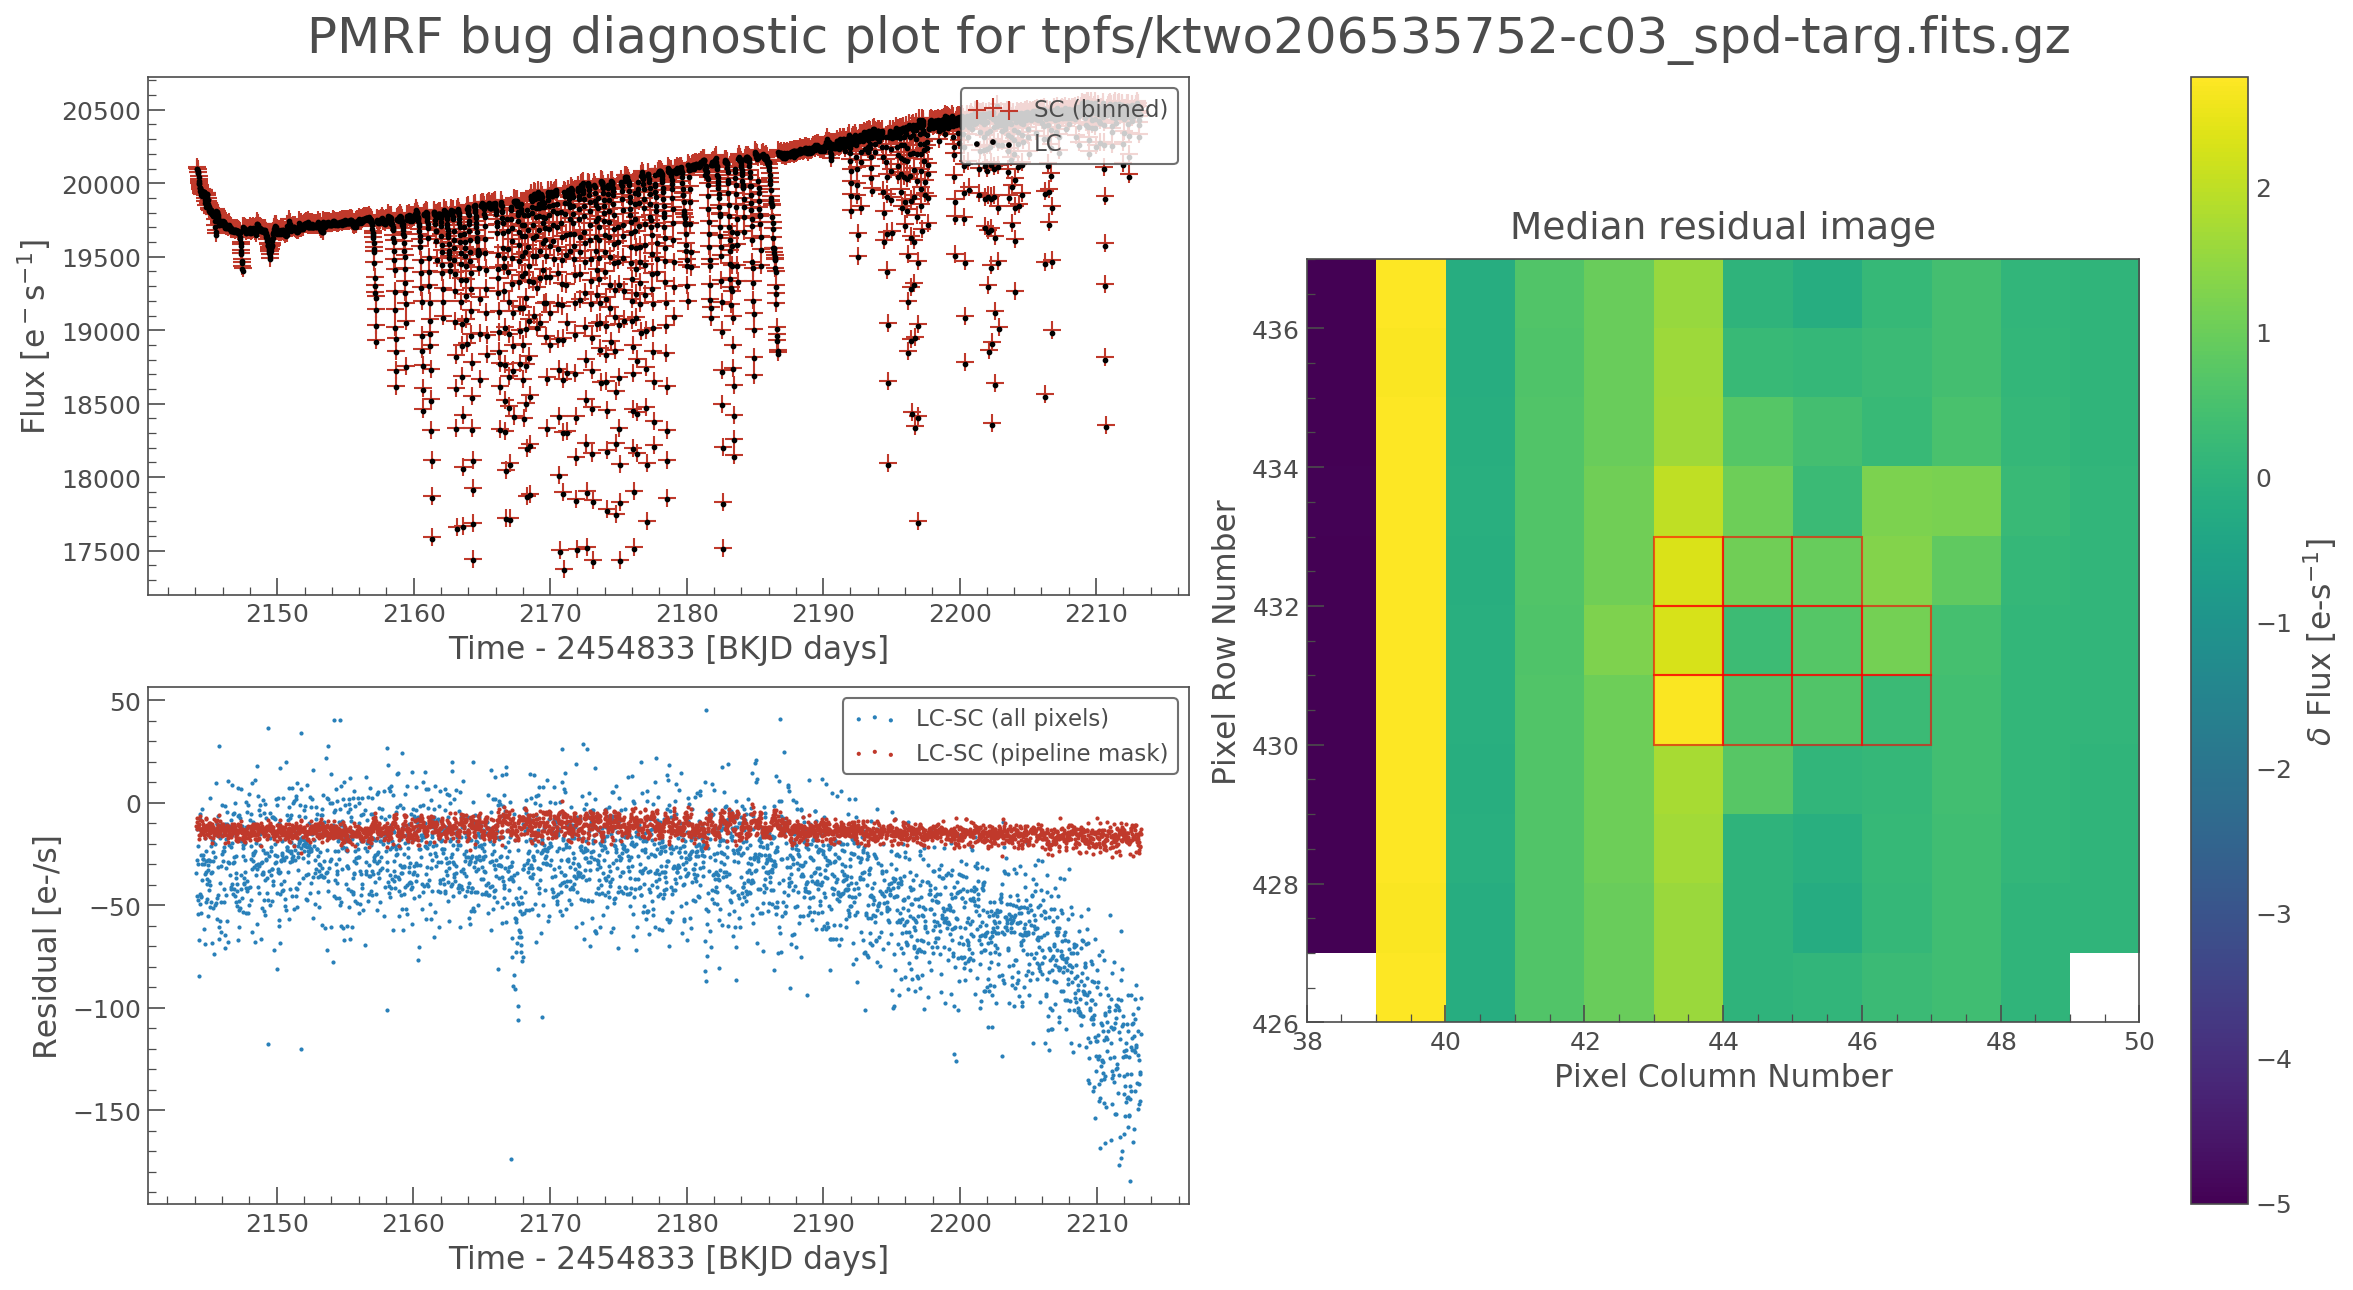 PMRF bug diagnostic plot for tpfs/ktwo206535752-c03_spd-targ.fits.gz
Flux [e⁻ s⁻¹]
20500
20000
19500
19000
18500
18000
17500
SC (binned)
LC
2150 2160 2170 2180 2190 2200 2210
Time - 2454833 [BKJD days]
Residual [e-/s]
50
0
−50
−100
−150
LC-SC (all pixels)
LC-SC (pipeline mask)
2150 2160 2170 2180 2190 2200 2210
Time - 2454833 [BKJD days]
Median residual image
Pixel Row Number
436
434
432
430
428
426
38 40 42 44 46 48 50
Pixel Column Number
2
1
0
−1
−2
−3
−4
−5
δ Flux [e-s⁻¹]